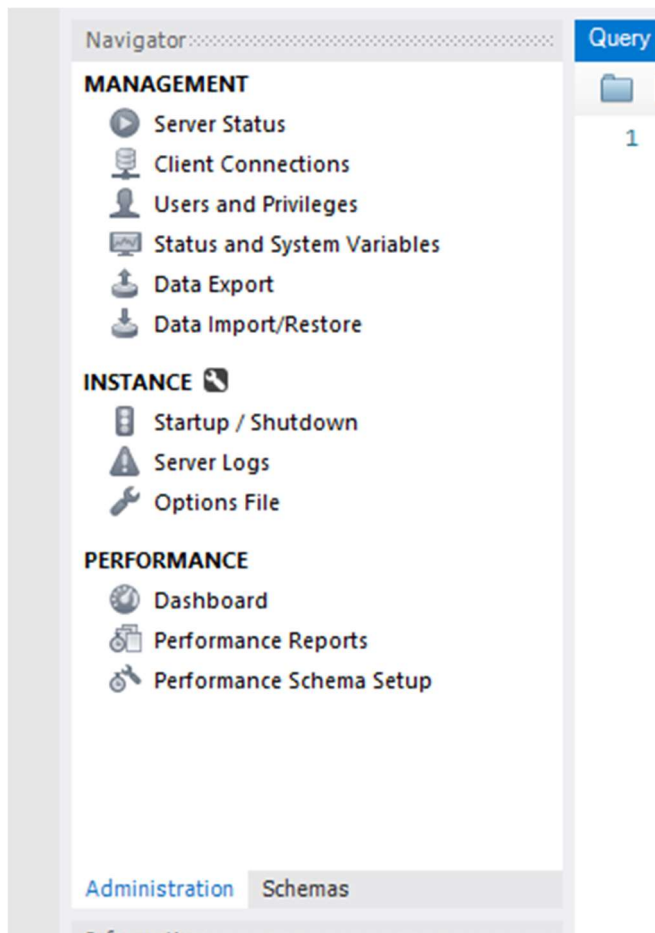 Navigator
Query
MANAGEMENT
1
Server Status
Client Connections
Users and Privileges
Status and System Variables
Data Export
Data Import/Restore
INSTANCE
Startup / Shutdown
Server Logs
Options File
PERFORMANCE
Dashboard
Performance Reports
Performance Schema Setup
Administration Schemas